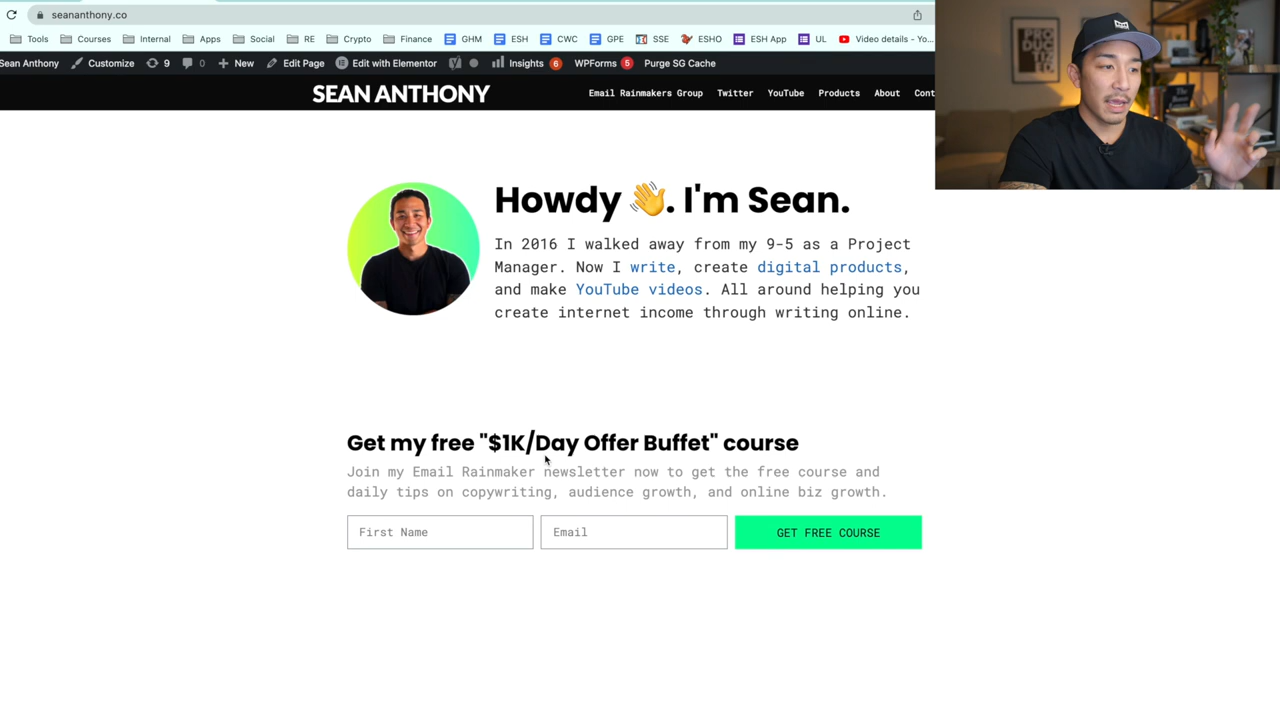 seananthony.co
Tools Courses Internal Apps Social RE Crypto Finance GHM ESH CWC GPE SSE ESHO ESH App UL Video details - Yo...
Sean Anthony Customize 9 0 New Edit Page Edit with Elementor Insights 6 WPForms 5 Purge SG Cache
SEAN ANTHONY Email Rainmakers Group Twitter YouTube Products About Cont
Howdy 👋. I'm Sean.
In 2016 I walked away from my 9-5 as a Project
Manager. Now I write, create digital products,
and make YouTube videos. All around helping you
create internet income through writing online.
Get my free "$1K/Day Offer Buffet" course
Join my Email Rainmaker newsletter now to get the free course and
daily tips on copywriting, audience growth, and online biz growth.
First Name Email GET FREE COURSE